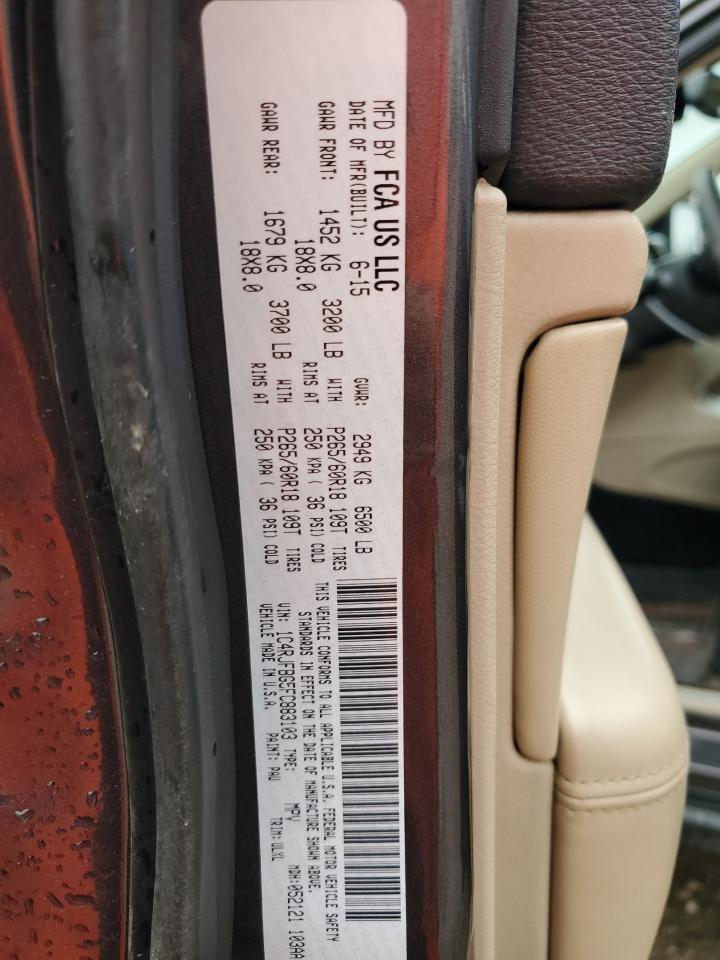 MFD BY FCA US LLC
DATE OF MFR(BUILT): 6-15 GVWR: 2949 KG 6500 LB
GAWR FRONT: 1452 KG 3200 LB WITH P265/60R18 109T TIRES
18X8.0 RIMS AT 250 KPA ( 36 PSI) COLD
GAWR REAR: 1679 KG 3700 LB WITH P265/60R18 109T TIRES
18X8.0 RIMS AT 250 KPA ( 36 PSI) COLD
THIS VEHICLE CONFORMS TO ALL APPLICABLE U.S.A. FEDERAL MOTOR VEHICLE SAFETY
STANDARDS IN EFFECT ON THE DATE OF MANUFACTURE SHOWN ABOVE.
VIN: 1C4RJFBG5FC883103 TYPE: MPV MDH:052121 103AA
VEHICLE MADE IN U.S.A. PAINT: PAU TRIM:ULXL